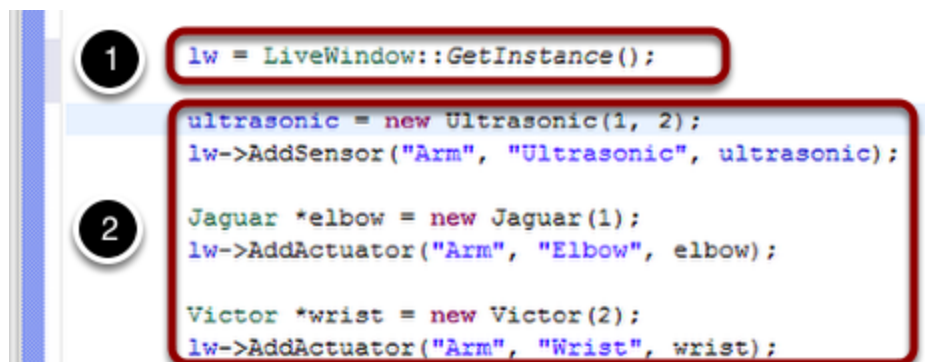 1
lw = LiveWindow::GetInstance();
ultrasonic = new Ultrasonic(1, 2);
lw->AddSensor("Arm", "Ultrasonic", ultrasonic);
2
Jaguar *elbow = new Jaguar(1);
lw->AddActuator("Arm", "Elbow", elbow);
Victor *wrist = new Victor(2);
lw->AddActuator("Arm", "Wrist", wrist);